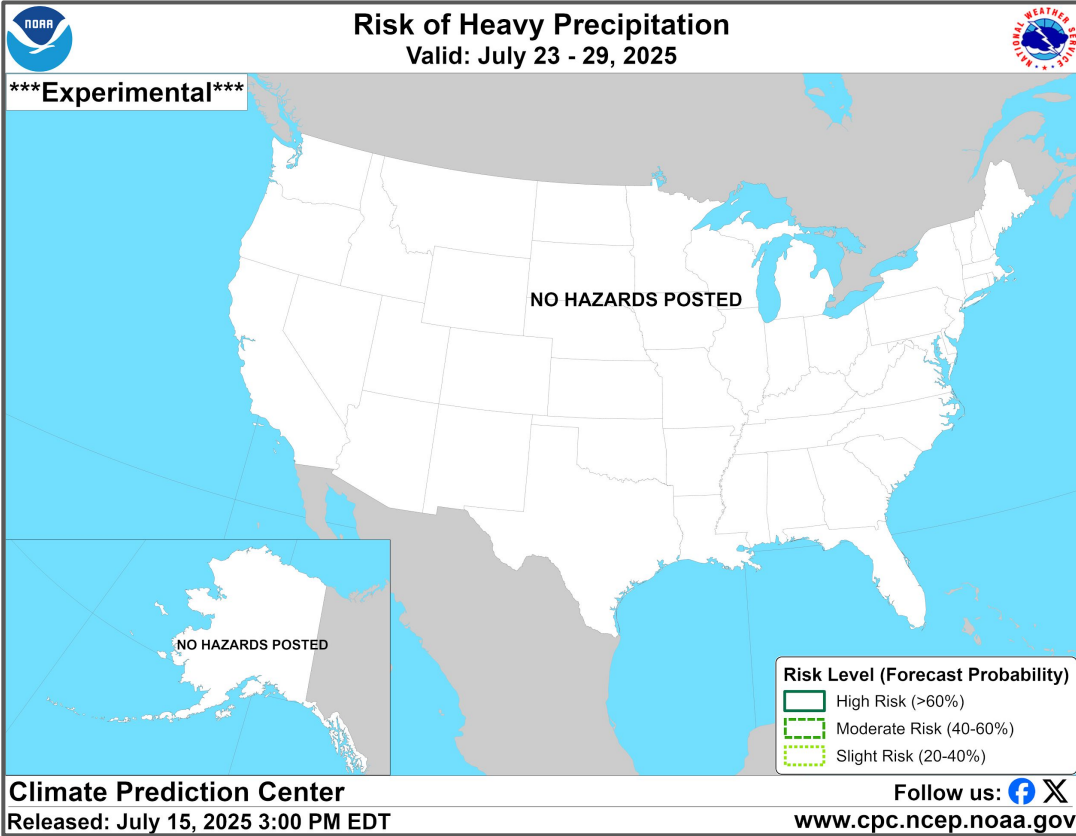 NOAA
Risk of Heavy Precipitation
Valid: July 23 - 29, 2025
NATIONAL WEATHER SERVICE
***Experimental***
NO HAZARDS POSTED
NO HAZARDS POSTED
Risk Level (Forecast Probability)
High Risk (>60%)
Moderate Risk (40-60%)
Slight Risk (20-40%)
Climate Prediction Center
Follow us:
Released: July 15, 2025 3:00 PM EDT
www.cpc.ncep.noaa.gov